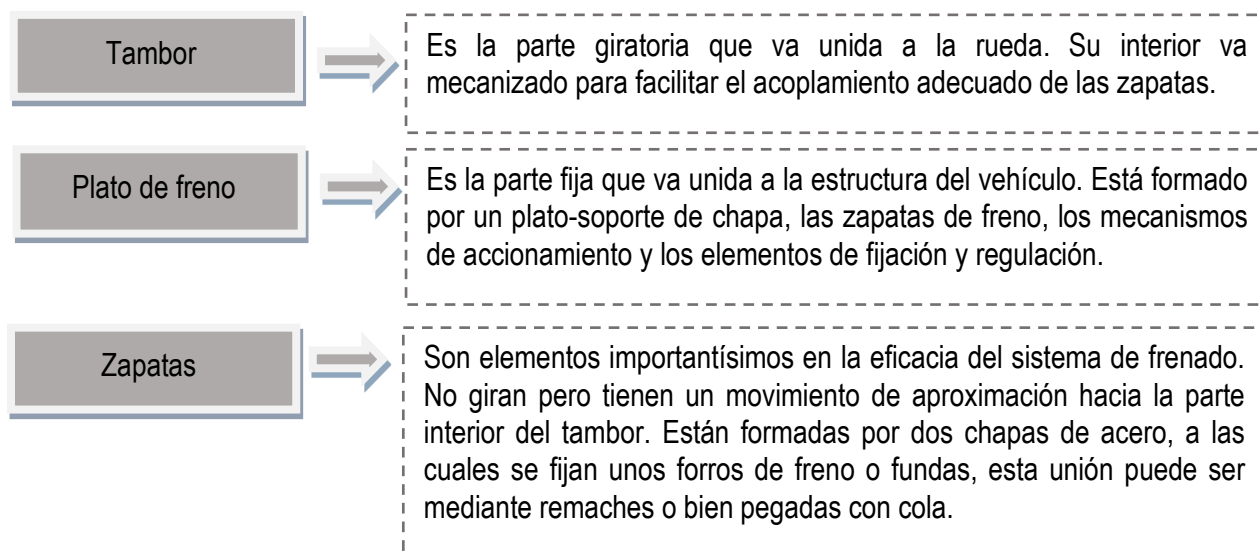 Tambor
Es la parte giratoria que va unida a la rueda. Su interior va
mecanizado para facilitar el acoplamiento adecuado de las zapatas.
Plato de freno
Es la parte fija que va unida a la estructura del vehículo. Está formado
por un plato-soporte de chapa, las zapatas de freno, los mecanismos
de accionamiento y los elementos de fijación y regulación.
Zapatas
Son elementos importantísimos en la eficacia del sistema de frenado.
No giran pero tienen un movimiento de aproximación hacia la parte
interior del tambor. Están formadas por dos chapas de acero, a las
cuales se fijan unos forros de freno o fundas, esta unión puede ser
mediante remaches o bien pegadas con cola.